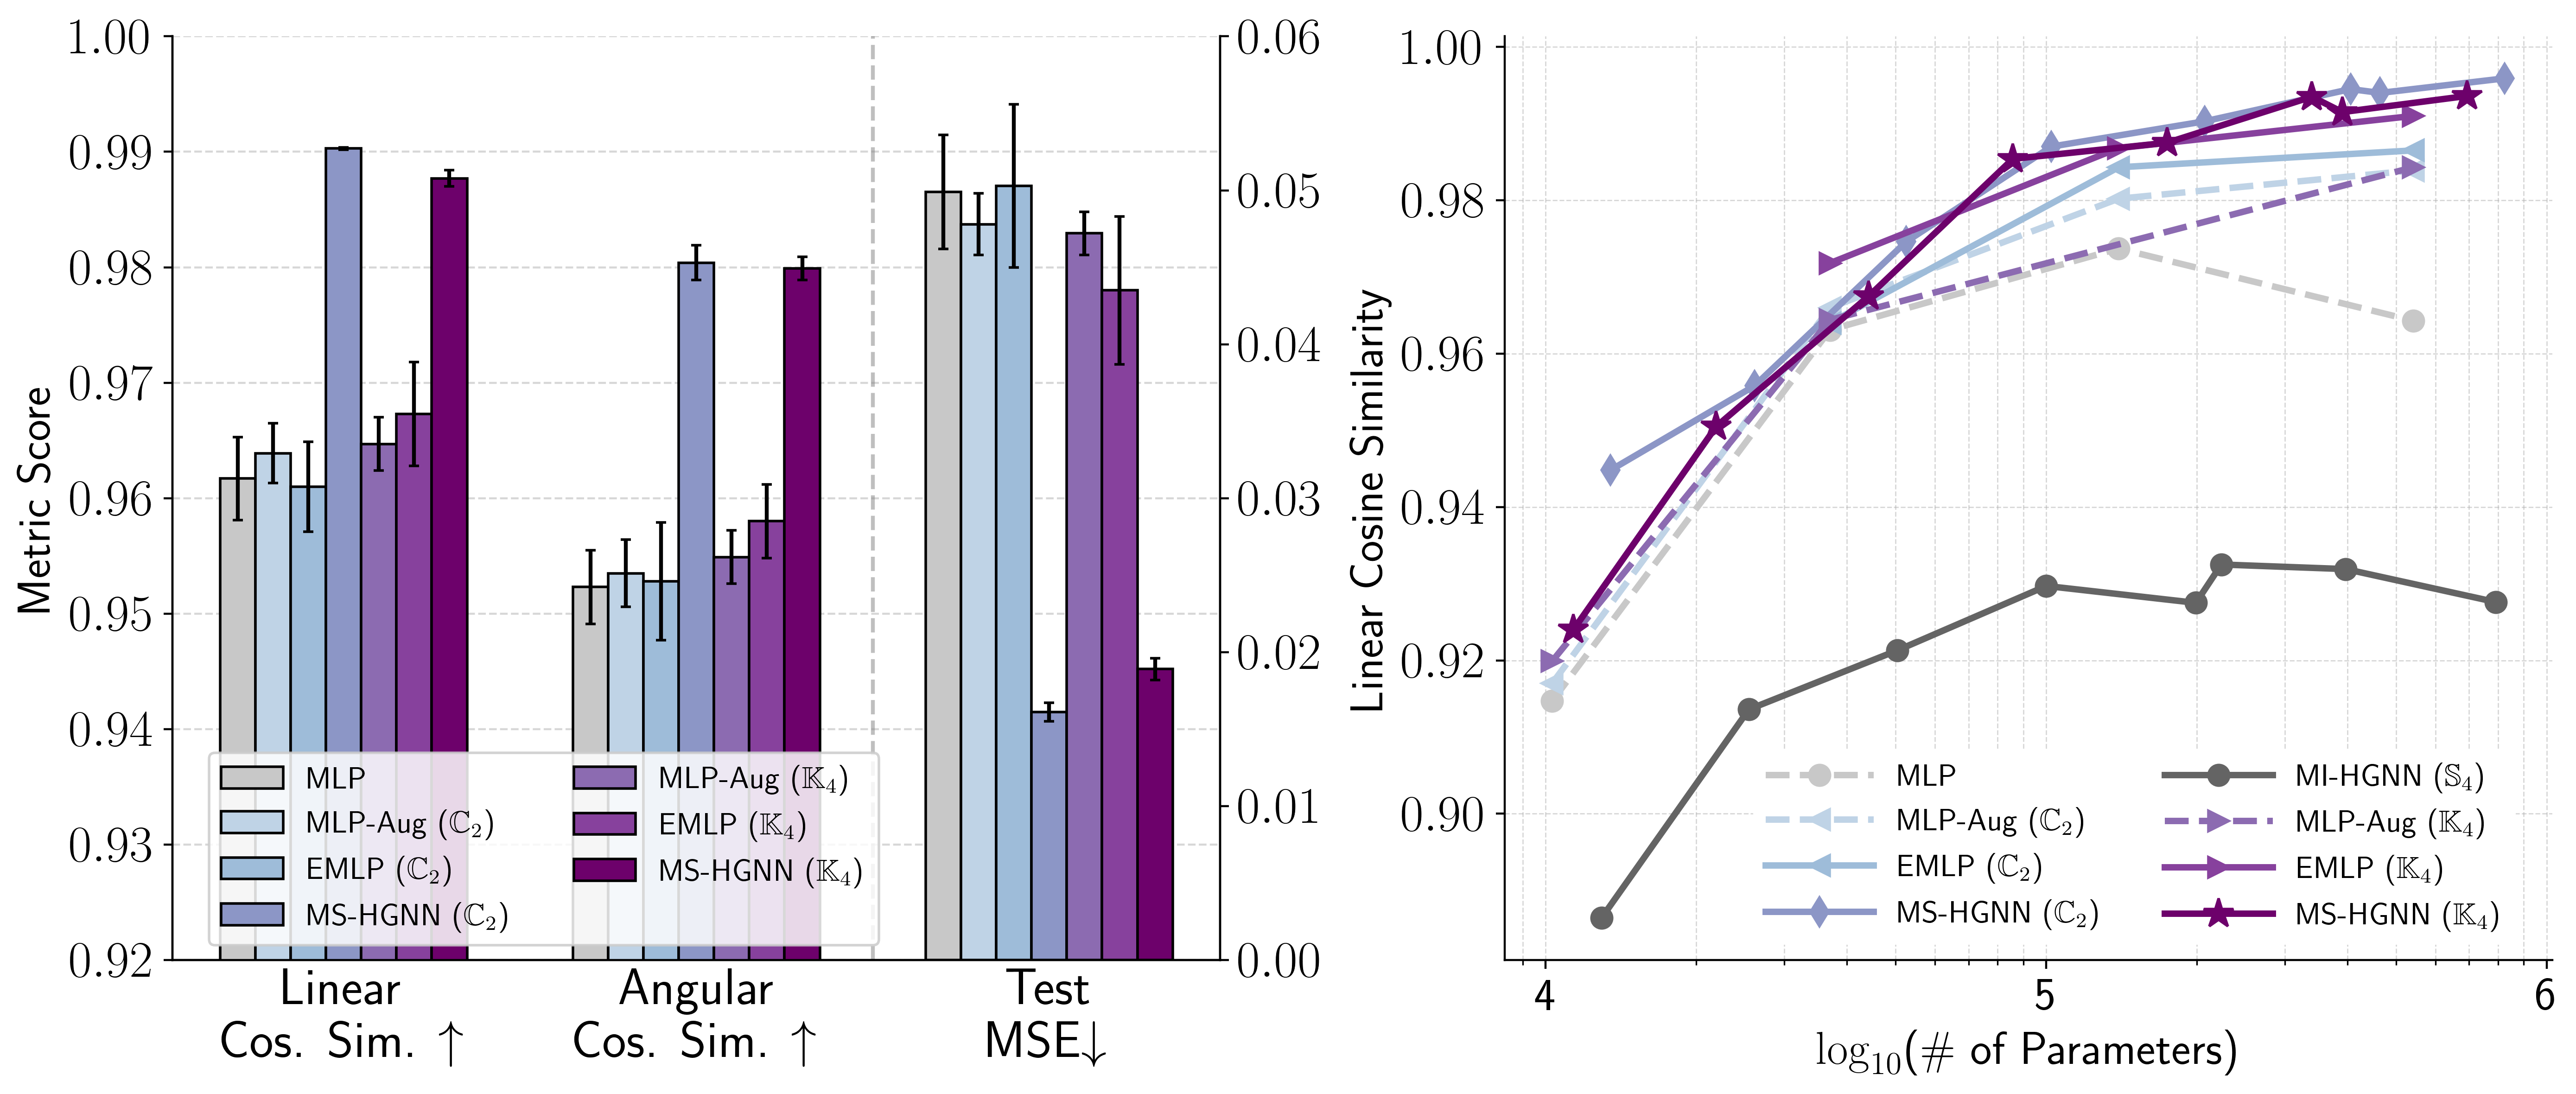 1.00
0.99
0.98
0.97
0.96
0.95
0.94
0.93
0.92
Metric Score
0.06
0.05
0.04
0.03
0.02
0.01
0.00
MLP
MLP-Aug (ℂ₂)
EMLP (ℂ₂)
MS-HGNN (ℂ₂)
MLP-Aug (𝕂₄)
EMLP (𝕂₄)
MS-HGNN (𝕂₄)
Linear
Cos. Sim. ↑
Angular
Cos. Sim. ↑
Test
MSE↓
1.00
0.98
0.96
0.94
0.92
0.90
Linear Cosine Similarity
MLP
MLP-Aug (ℂ₂)
EMLP (ℂ₂)
MS-HGNN (ℂ₂)
MI-HGNN (𝕊₄)
MLP-Aug (𝕂₄)
EMLP (𝕂₄)
MS-HGNN (𝕂₄)
4
5
6
log₁₀(# of Parameters)